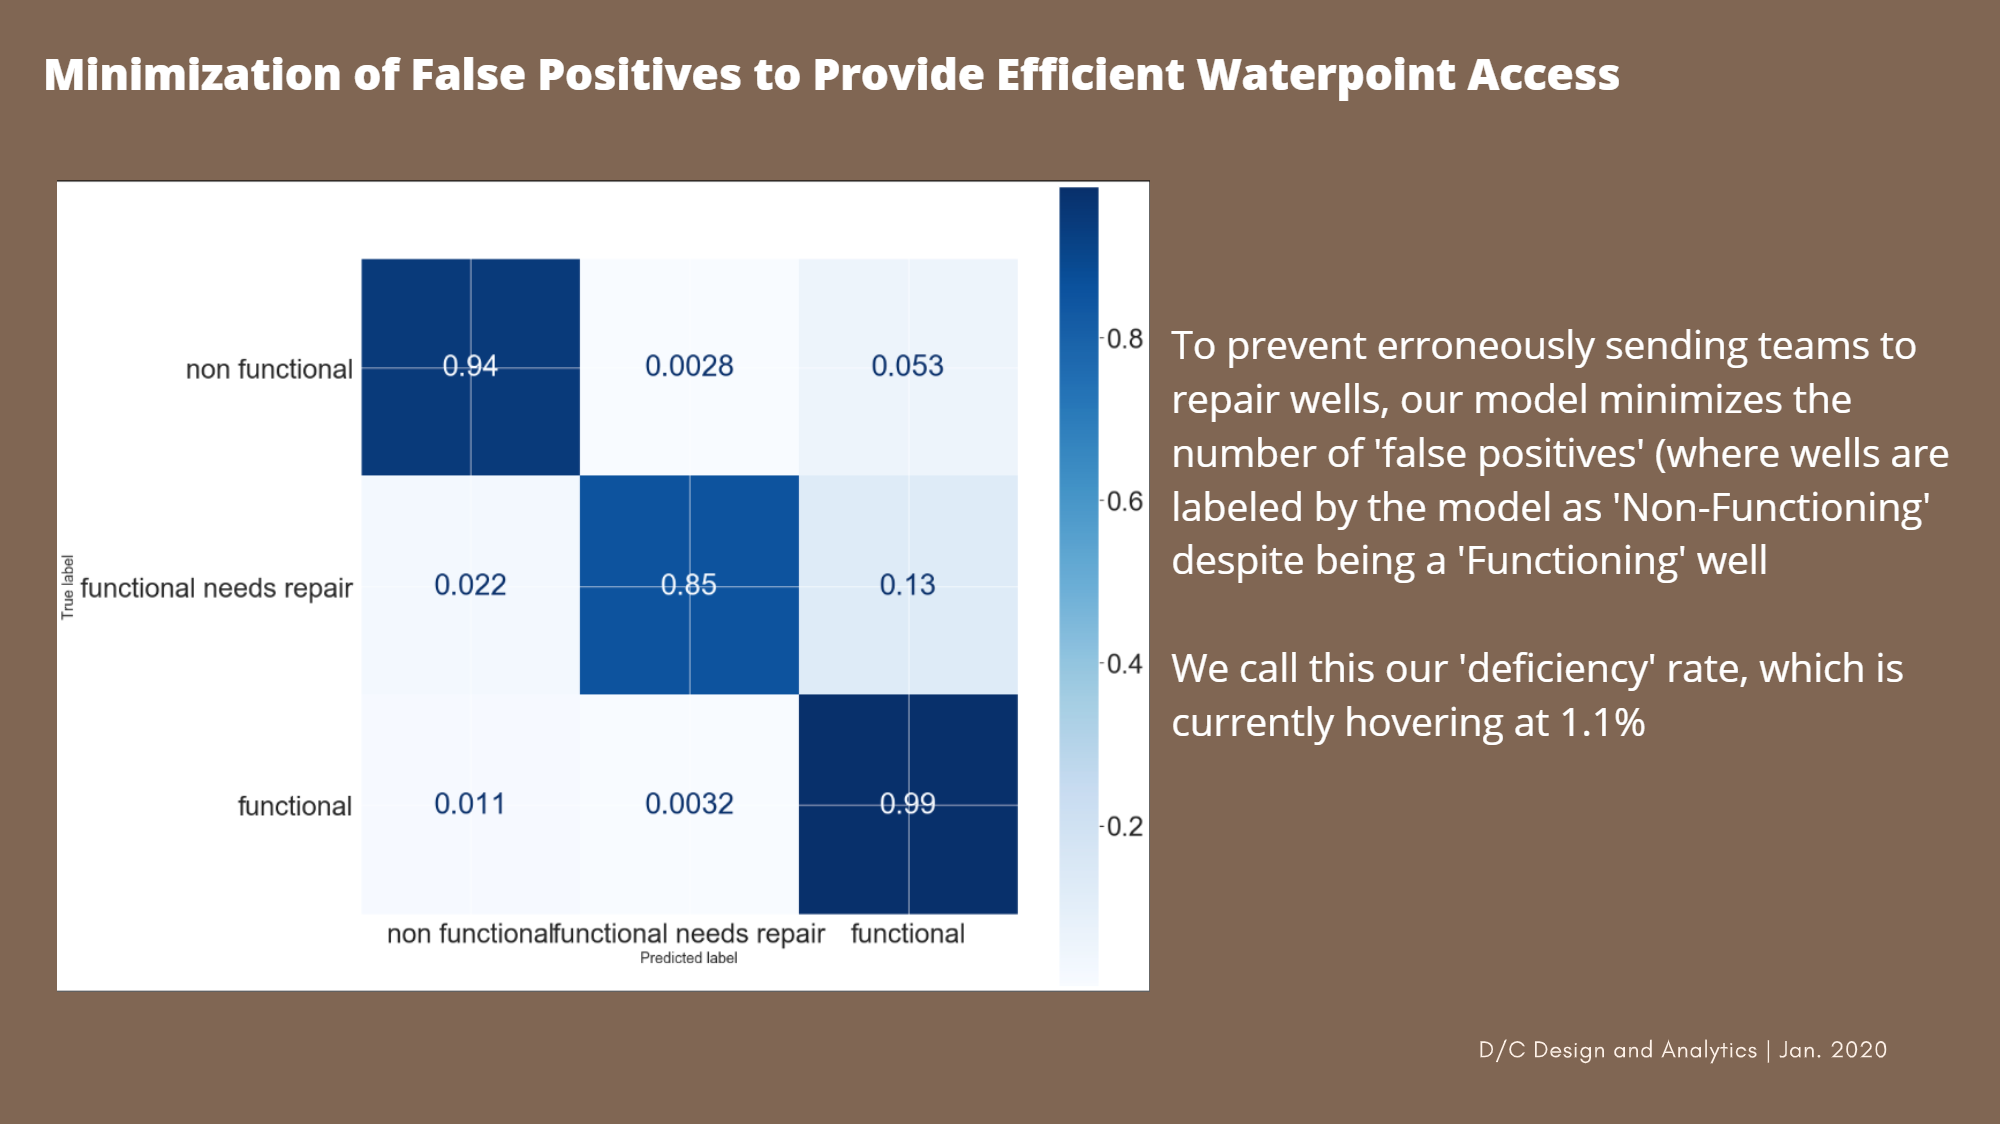 Minimization of False Positives to Provide Efficient Waterpoint Access
non functional
0.94
0.0028
0.053
functional needs repair
0.022
0.85
0.13
functional
0.011
0.0032
0.99
True label
non functional
functional needs repair
functional
Predicted label
0.8
0.6
0.4
0.2
To prevent erroneously sending teams to
repair wells, our model minimizes the
number of 'false positives' (where wells are
labeled by the model as 'Non-Functioning'
despite being a 'Functioning' well
We call this our 'deficiency' rate, which is
currently hovering at 1.1%
D/C Design and Analytics | Jan. 2020